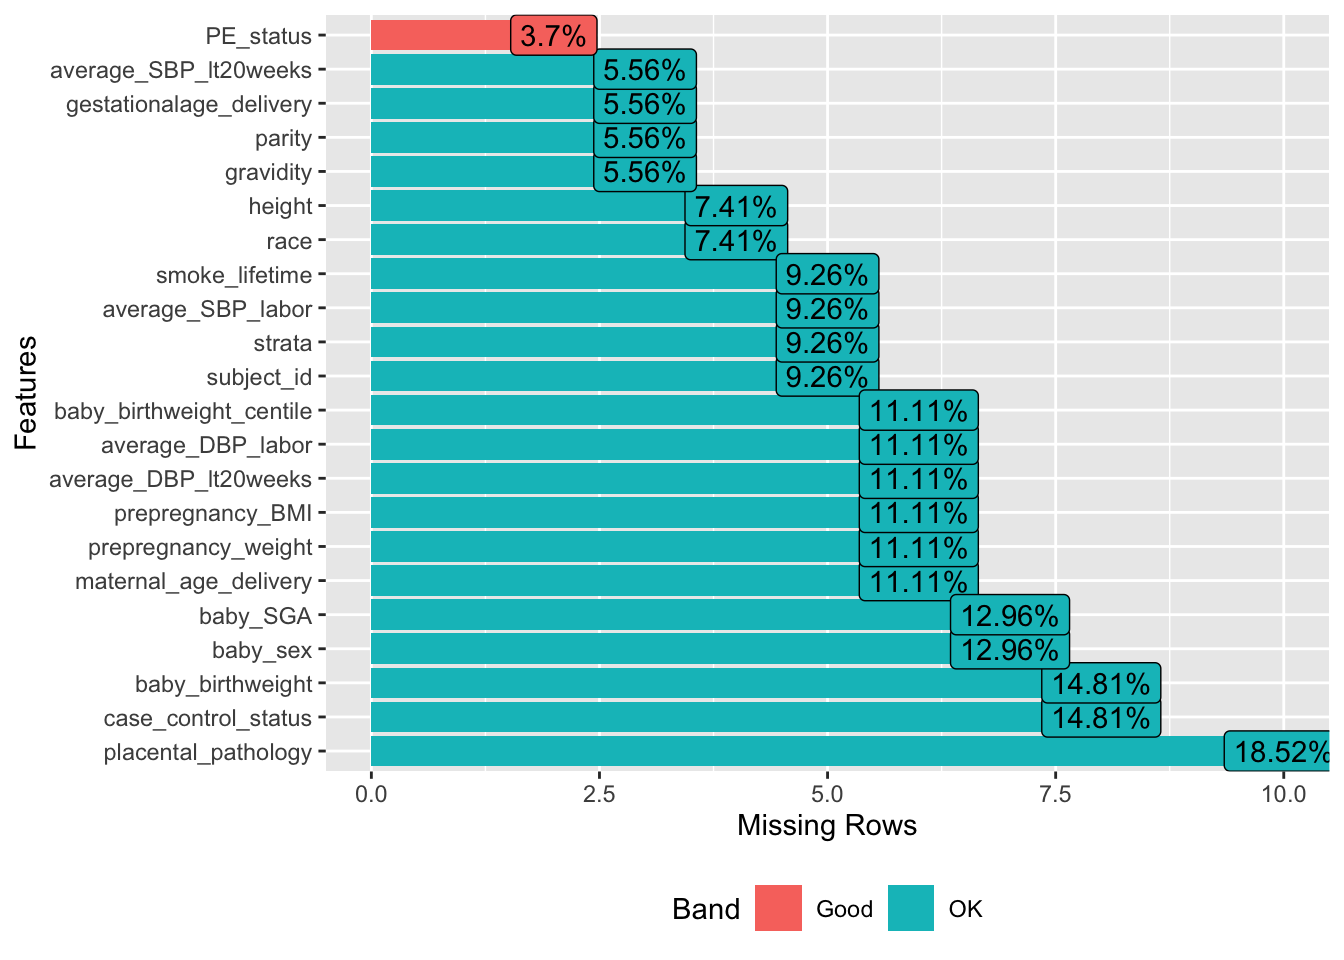 PE_status 3.7%
average_SBP_lt20weeks 5.56%
gestationalage_delivery 5.56%
parity 5.56%
gravidity 5.56%
height 7.41%
race 7.41%
smoke_lifetime 9.26%
average_SBP_labor 9.26%
strata 9.26%
subject_id 9.26%
baby_birthweight_centile 11.11%
average_DBP_labor 11.11%
average_DBP_lt20weeks 11.11%
prepregnancy_BMI 11.11%
prepregnancy_weight 11.11%
maternal_age_delivery 11.11%
baby_SGA 12.96%
baby_sex 12.96%
baby_birthweight 14.81%
case_control_status 14.81%
placental_pathology 18.52%
Features
0.0 2.5 5.0 7.5 10.0
Missing Rows
Band Good OK